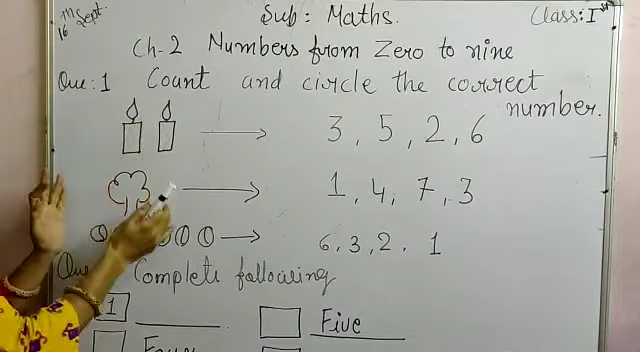 16 Sept. Sub: Maths. Class: Ist
Ch-2 Numbers from Zero to nine
Que: 1 Count and circle the correct
number.
3, 5, 2, 6
1, 4, 7, 3
6, 3, 2, 1
Complete following
1 Five
Four